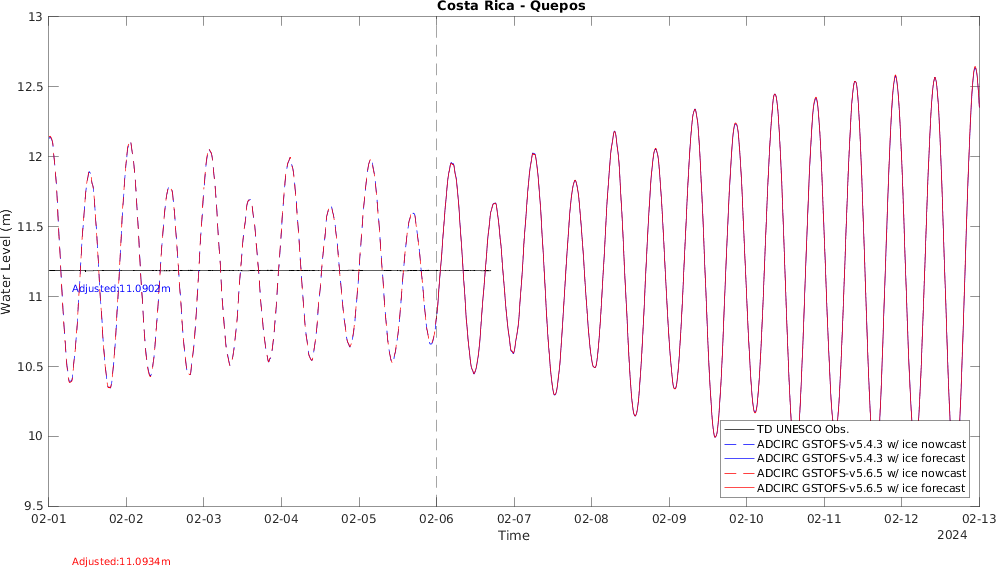 Costa Rica - Quepos
13
12.5
12
11.5
11
10.5
10
9.5
Water Level (m)
Adjusted:11.0902m
TD UNESCO Obs.
ADCIRC GSTOFS-v5.4.3 w/ ice nowcast
ADCIRC GSTOFS-v5.4.3 w/ ice forecast
ADCIRC GSTOFS-v5.6.5 w/ ice nowcast
ADCIRC GSTOFS-v5.6.5 w/ ice forecast
02-01 02-02 02-03 02-04 02-05 02-06 02-07 02-08 02-09 02-10 02-11 02-12 02-13
Time
2024
Adjusted:11.0934m